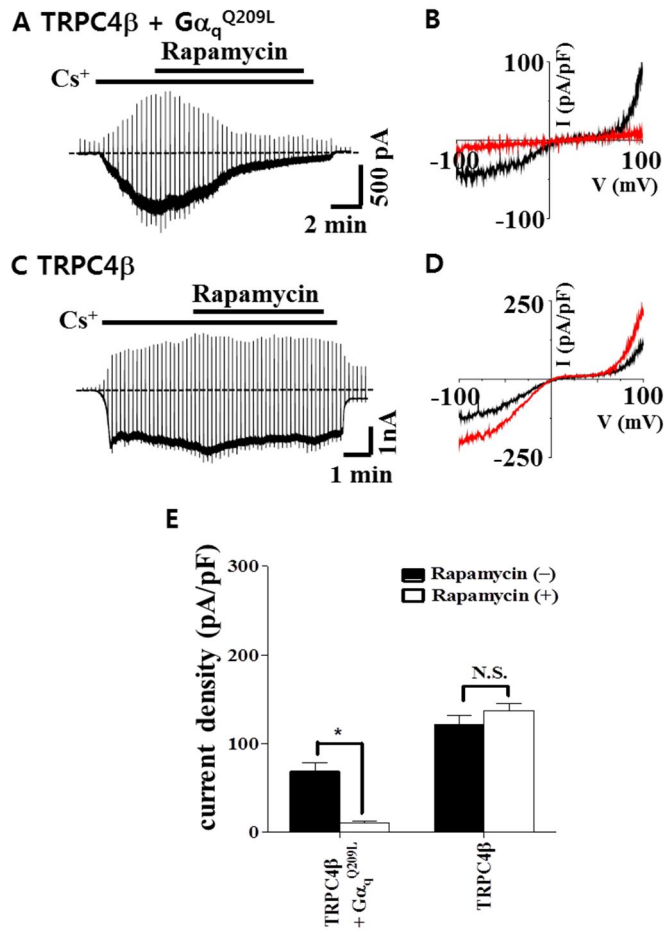 A TRPC4β + Gαq^Q209L
Rapamycin
Cs+
500 pA
2 min
B
100
I (pA/pF)
-100
100
V (mV)
-100
C TRPC4β
Rapamycin
Cs+
1nA
1 min
D
250
I (pA/pF)
-100
100
V (mV)
-250
E
300
200
100
0
current density (pA/pF)
Rapamycin (–)
Rapamycin (+)
*
N.S.
TRPC4β
+ Gαq^Q209L
TRPC4β